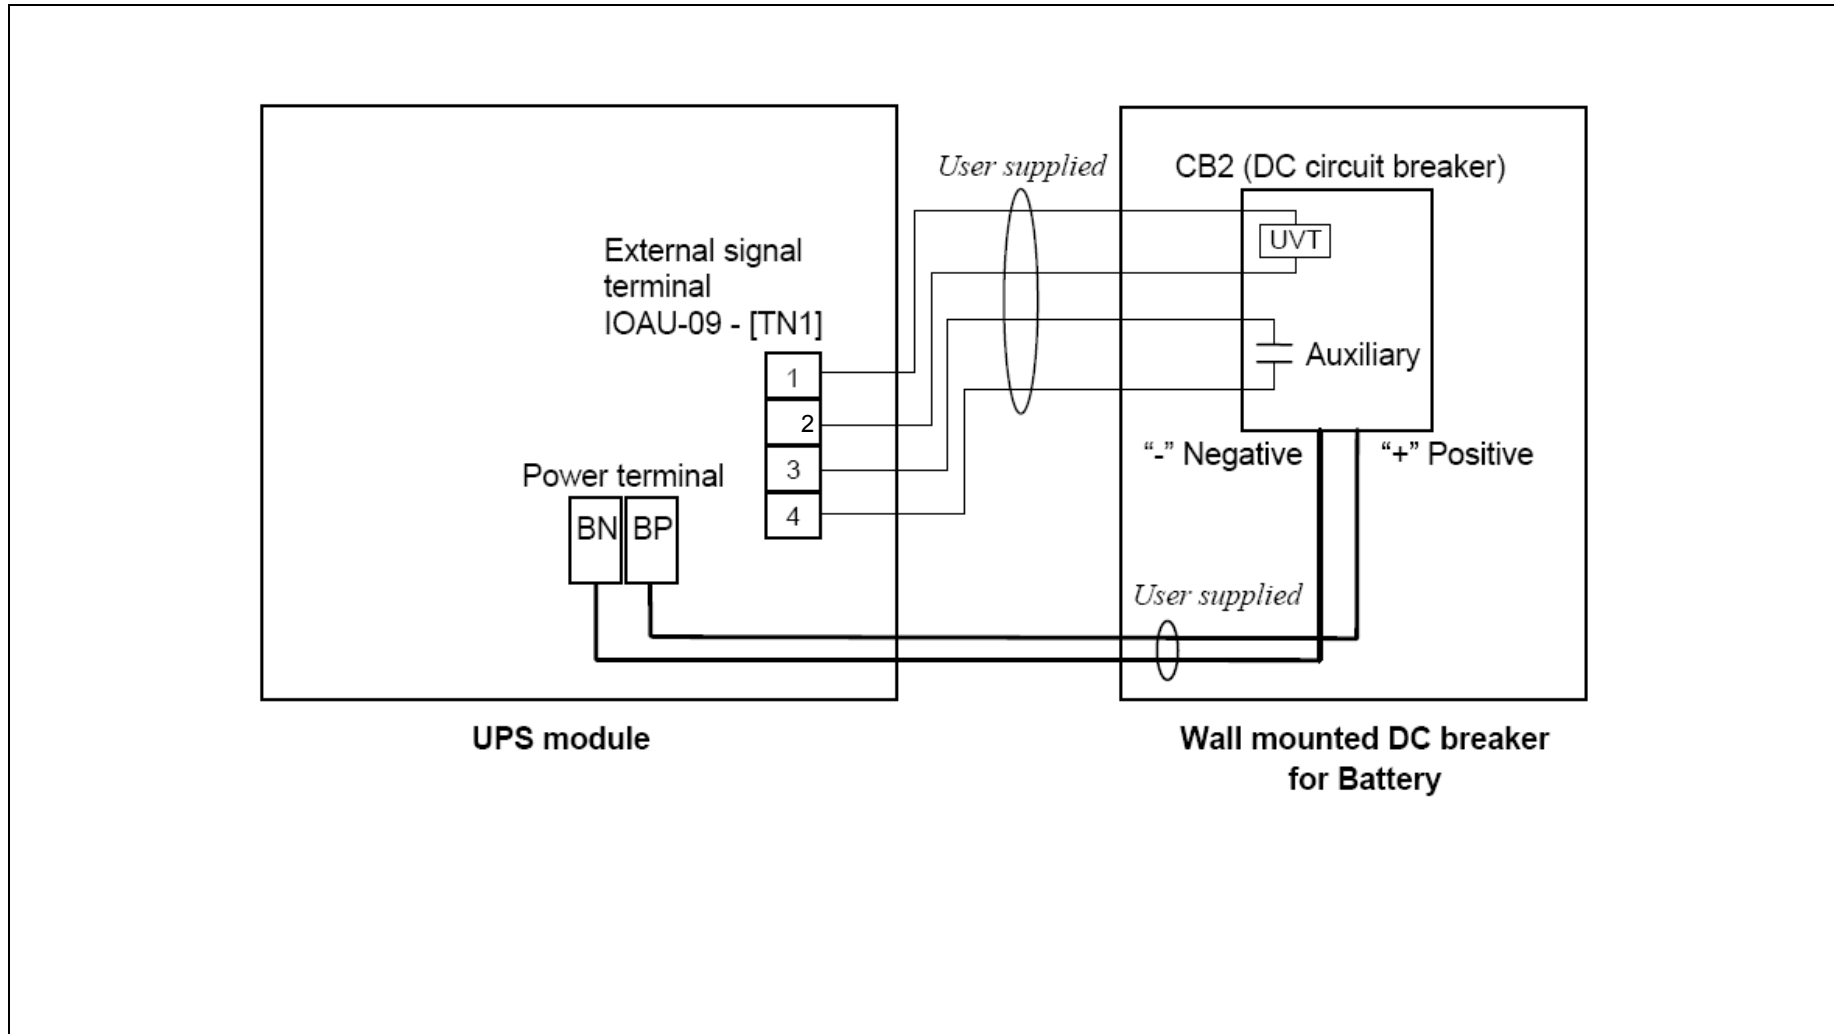 User supplied
CB2 (DC circuit breaker)
UVT
External signal
terminal
IOAU-09 - [TN1]
Auxiliary
1
2
3
4
“-” Negative
“+” Positive
Power terminal
BN
BP
User supplied
UPS module
Wall mounted DC breaker
for Battery